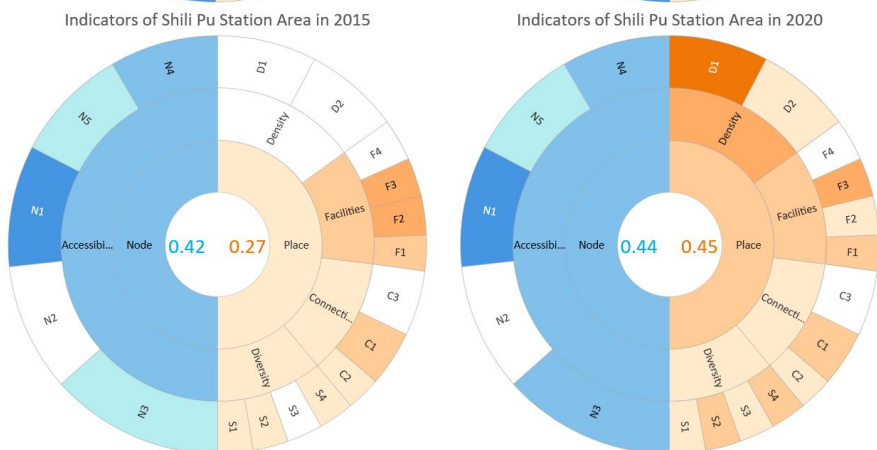 Indicators of Shili Pu Station Area in 2015
N4
D1
N5
D2
Density
F4
F3
N1
Facilities
F2
Accessibi...
Node
0.42
0.27
Place
F1
N2
Connecti...
C3
C1
Diversity
C2
N3
S4
S3
S2
S1
Indicators of Shili Pu Station Area in 2020
N4
D1
N5
D2
Density
F4
F3
N1
Facilities
F2
Accessibi...
Node
0.44
0.45
Place
F1
N2
Connecti...
C3
C1
Diversity
C2
N3
S4
S3
S2
S1